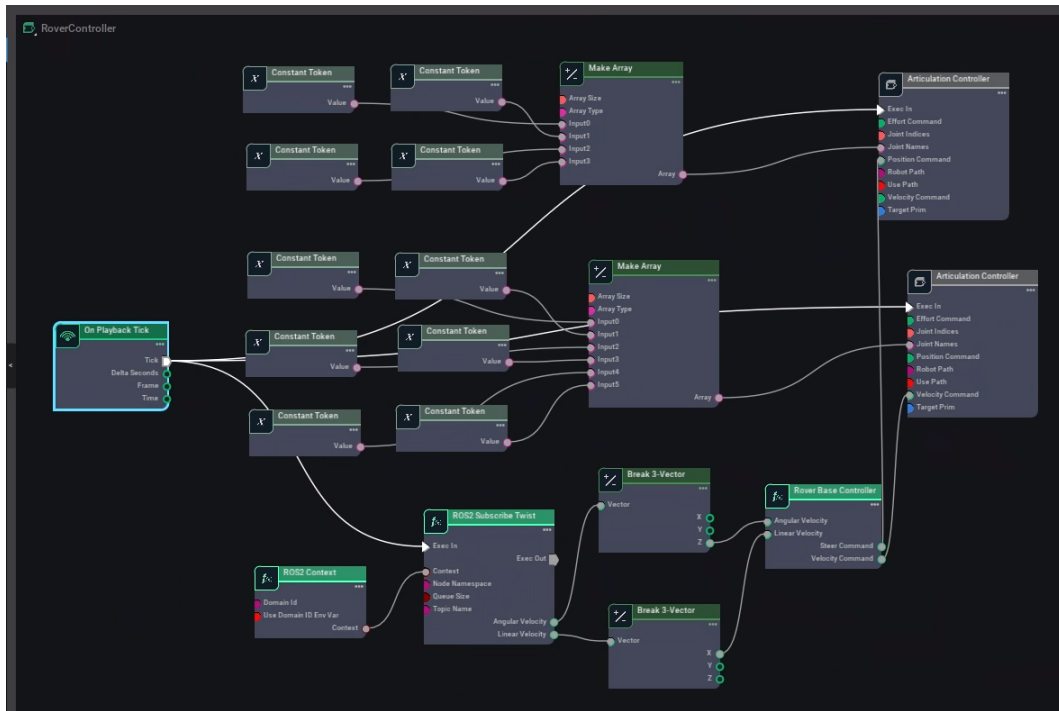 RoverController
Constant Token
Value
Constant Token
Value
Constant Token
Value
Constant Token
Value
Make Array
Array Size
Array Type
Input0
Input1
Input2
Input3
Array
Articulation Controller
Exec In
Effort Command
Joint Indices
Joint Names
Position Command
Robot Path
Use Path
Velocity Command
Target Prim
Constant Token
Value
Constant Token
Value
Constant Token
Value
Constant Token
Value
Constant Token
Value
Constant Token
Value
Make Array
Array Size
Array Type
Input0
Input1
Input2
Input3
Input4
Input5
Array
Articulation Controller
Exec In
Effort Command
Joint Indices
Joint Names
Position Command
Robot Path
Use Path
Velocity Command
Target Prim
On Playback Tick
Tick
Delta Seconds
Frame
Time
ROS2 Context
Domain Id
Use Domain ID Env Var
Context
ROS2 Subscribe Twist
Exec In
Exec Out
Context
Node Namespace
Queue Size
Topic Name
Angular Velocity
Linear Velocity
Break 3-Vector
Vector
X
Y
Z
Break 3-Vector
Vector
X
Y
Z
Rover Base Controller
Angular Velocity
Linear Velocity
Steer Command
Velocity Command